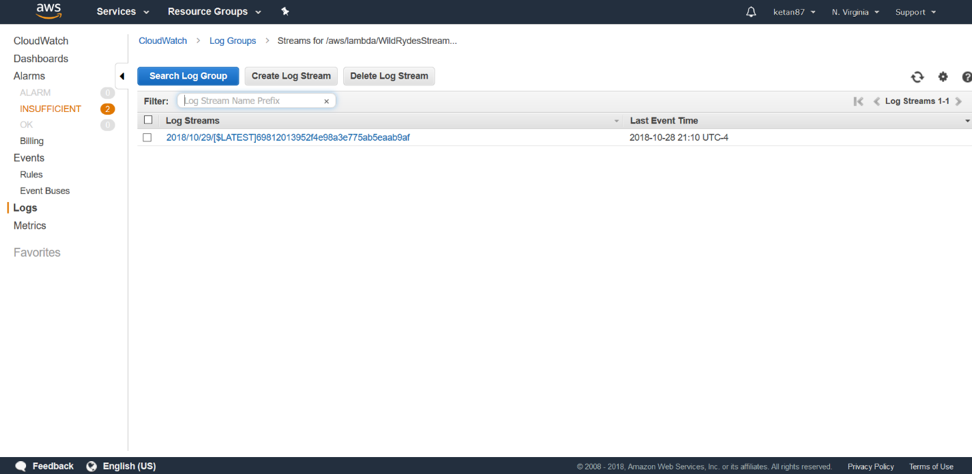 aws Services Resource Groups ketan87 N. Virginia Support
CloudWatch
Dashboards
Alarms
ALARM 0
INSUFFICIENT 2
OK 0
Billing
Events
Rules
Event Buses
Logs
Metrics
Favorites
CloudWatch > Log Groups > Streams for /aws/lambda/WildRydesStream...
Search Log Group Create Log Stream Delete Log Stream
Filter: Log Stream Name Prefix × Log Streams 1-1
Log Streams Last Event Time
2018/10/29/[$LATEST]69812013952f4e98a3e775ab5eaab9af 2018-10-28 21:10 UTC-4
Feedback English (US) © 2008 - 2018, Amazon Web Services, Inc. or its affiliates. All rights reserved. Privacy Policy Terms of Use